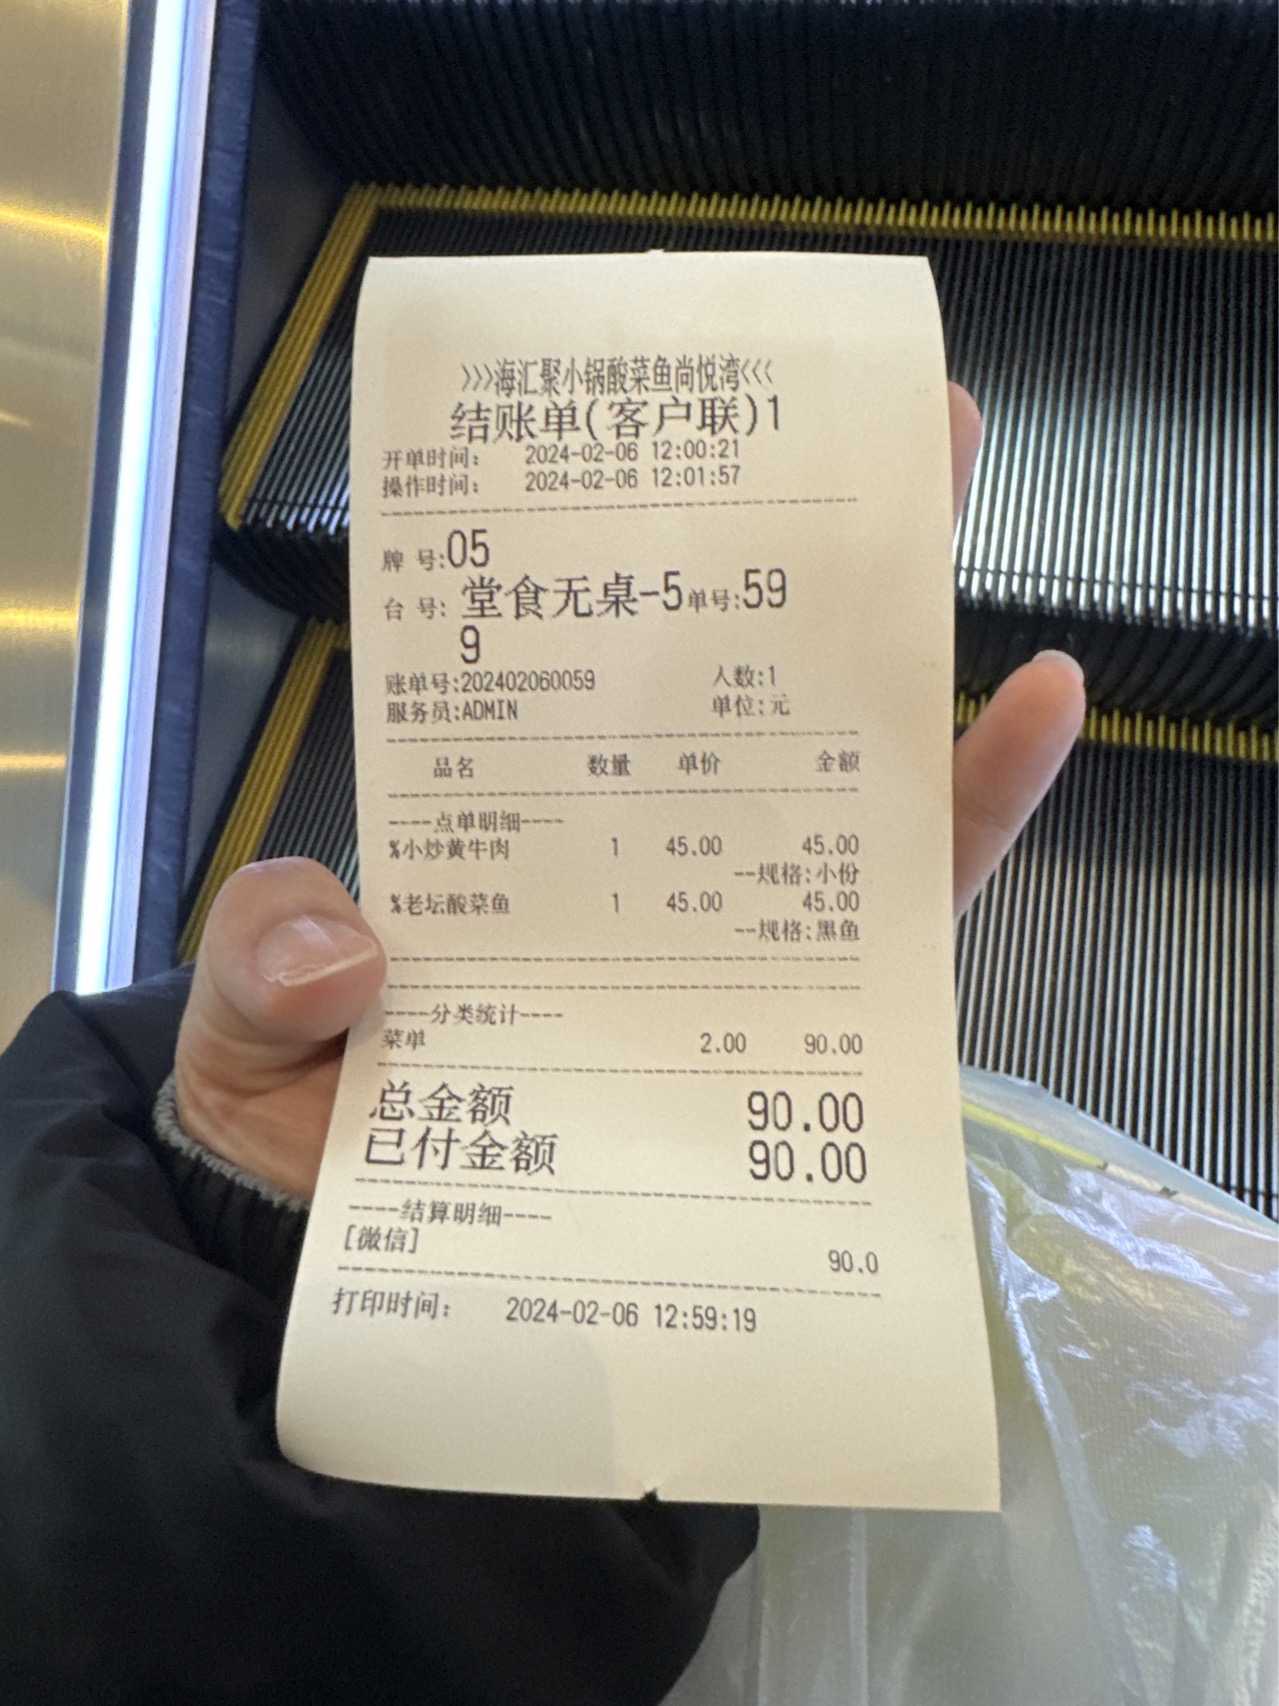 >>>海汇聚小锅酸菜鱼尚悦湾<<<
结账单(客户联)1
开单时间: 2024-02-06 12:00:21
操作时间: 2024-02-06 12:01:57
牌 号:05
台 号: 堂食无桌-5单号:59
9
账单号:202402060059 人数:1
服务员:ADMIN 单位:元
品名 数量 单价 金额
----点单明细----
%小炒黄牛肉 1 45.00 45.00
--规格:小份
%老坛酸菜鱼 1 45.00 45.00
--规格:黑鱼
----分类统计----
菜单 2.00 90.00
总金额 90.00
已付金额 90.00
----结算明细----
[微信] 90.0
打印时间: 2024-02-06 12:59:19